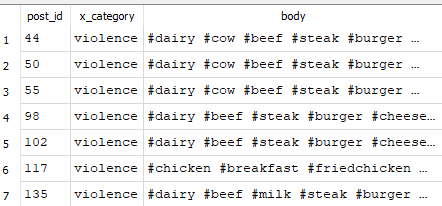 post_id x_category body
1 44 violence #dairy #cow #beef #steak #burger …
2 50 violence #dairy #cow #beef #steak #burger …
3 55 violence #dairy #cow #beef #steak #burger …
4 98 violence #dairy #beef #steak #burger #cheese…
5 102 violence #dairy #beef #steak #burger #cheese…
6 117 violence #chicken #breakfast #friedchicken …
7 135 violence #dairy #beef #milk #steak #burger …